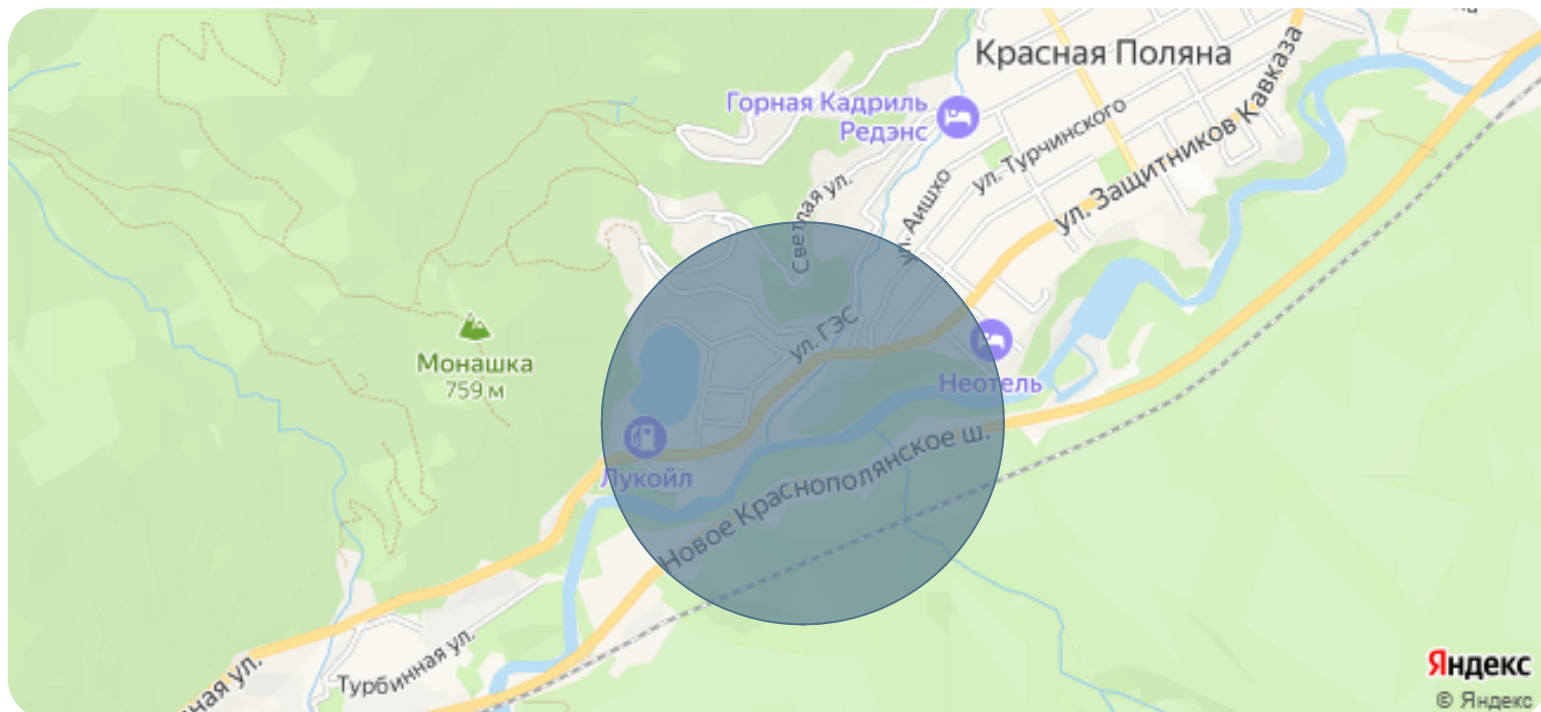 Красная Поляна
Горная Кадриль
Редэнс
ул. Турчинского
ул. Защитников Кавказа
ул. Аишхо
Светлая ул.
ул. ГЭС
Монашка
759 м
Неотель
Лукойл
Новое Краснополянское ш.
Турбинная ул.
ная ул.
Яндекс
© Яндекс